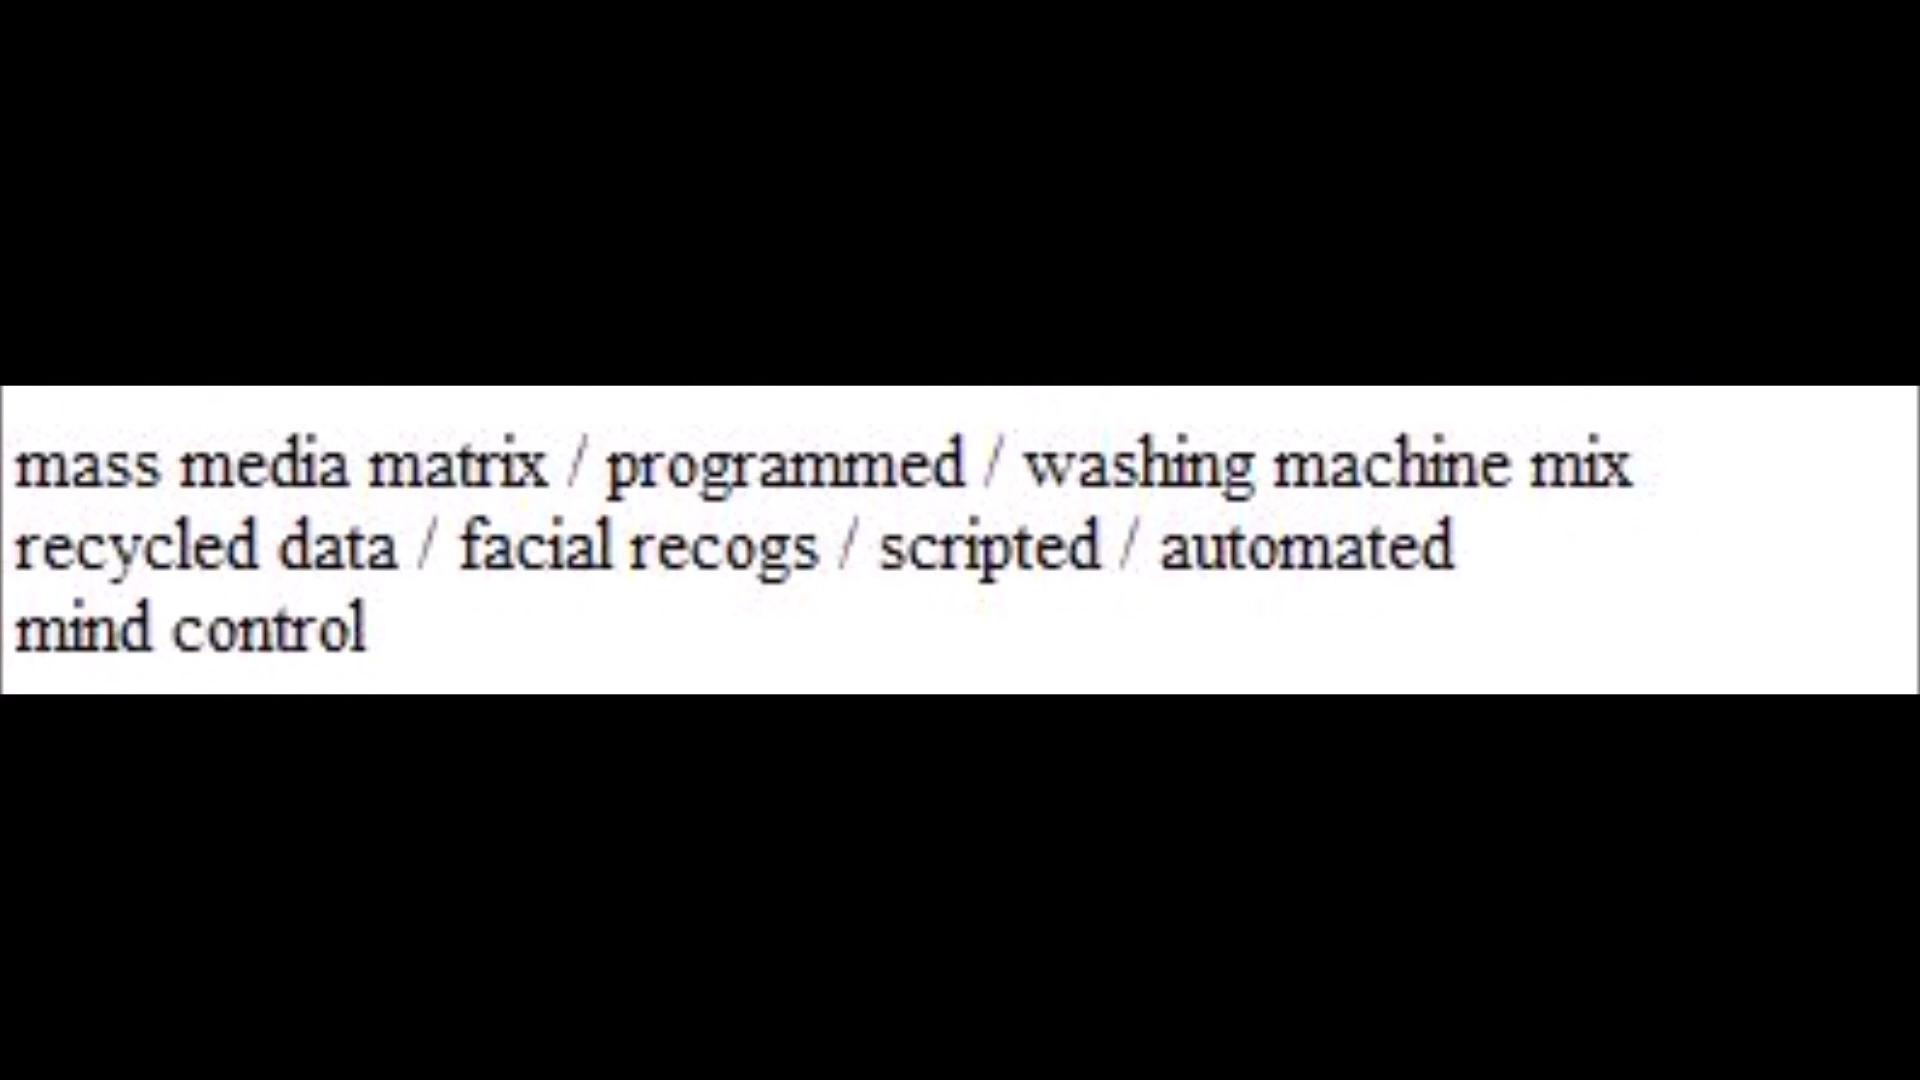 mass media matrix / programmed / washing machine mix
recycled data / facial recogs / scripted / automated
mind control